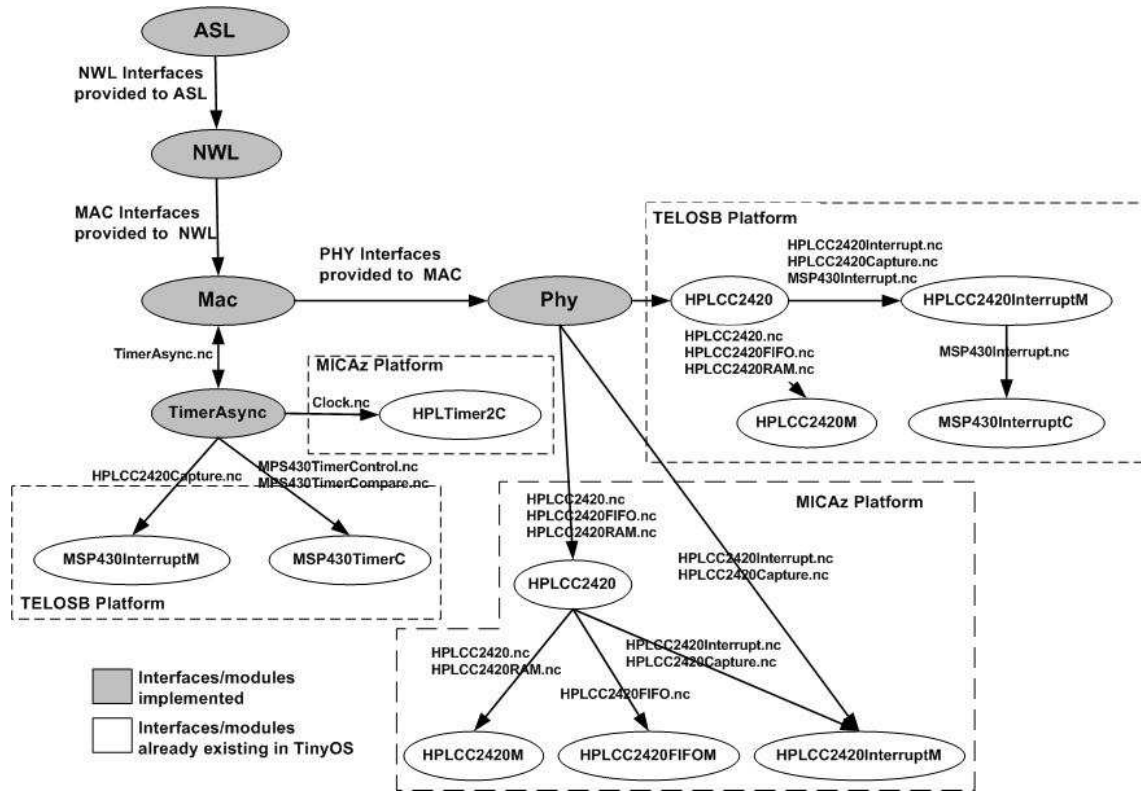 ASL
NWL Interfaces
provided to ASL
NWL
MAC Interfaces
provided to NWL
PHY Interfaces
provided to MAC
Mac
Phy
TELOSB Platform
HPLCC2420Interrupt.nc
HPLCC2420Capture.nc
MSP430Interrupt.nc
HPLCC2420
HPLCC2420InterruptM
HPLCC2420.nc
HPLCC2420FIFO.nc
HPLCC2420RAM.nc
MSP430Interrupt.nc
HPLCC2420M
MSP430InterruptC
TimerAsync.nc
MICAz Platform
TimerAsync
Clock.nc
HPLTimer2C
HPLCC2420Capture.nc
MPS430TimerControl.nc
MPS430TimerCompare.nc
MSP430InterruptM
MSP430TimerC
TELOSB Platform
MICAz Platform
HPLCC2420.nc
HPLCC2420FIFO.nc
HPLCC2420RAM.nc
HPLCC2420Interrupt.nc
HPLCC2420Capture.nc
HPLCC2420
HPLCC2420.nc
HPLCC2420RAM.nc
HPLCC2420Interrupt.nc
HPLCC2420Capture.nc
HPLCC2420FIFO.nc
HPLCC2420M
HPLCC2420FIFOM
HPLCC2420InterruptM
Interfaces/modules
implemented
Interfaces/modules
already existing in TinyOS